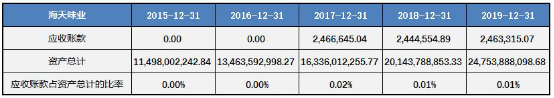 海天味业 2015-12-31 2016-12-31 2017-12-31 2018-12-31 2019-12-31
应收账款 0.00 0.00 2,466,645.04 2,444,554.89 2,463,315.07
资产总计 11,498,002,242.84 13,463,592,998.27 16,336,012,255.77 20,143,788,853.33 24,753,888,098.68
应收账款占资产总计的比率 0.00% 0.00% 0.02% 0.01% 0.01%